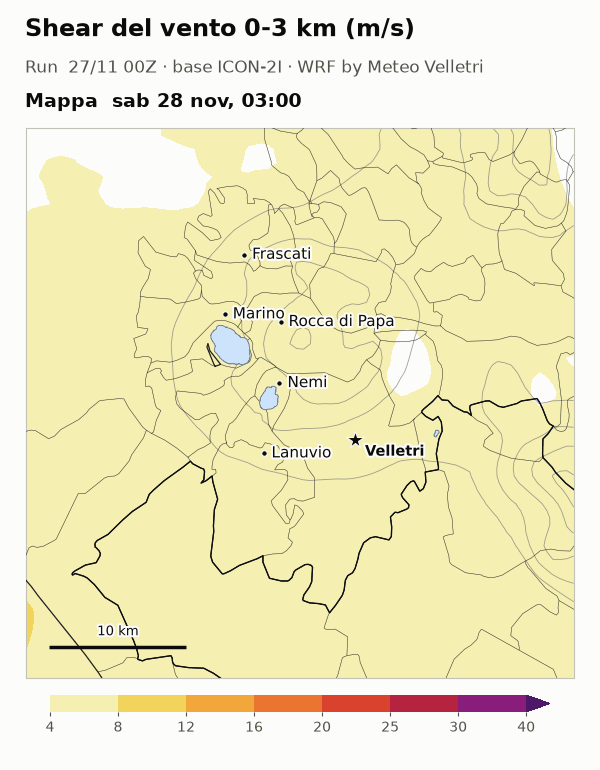 Shear del vento 0-3 km (m/s)
Run  27/11 00Z · base ICON-2I · WRF by Meteo Velletri
Mappa  sab 28 nov, 03:00
Frascati
Marino
Rocca di Papa
Nemi
Velletri
Lanuvio
10 km
4 8 12 16 20 25 30 40